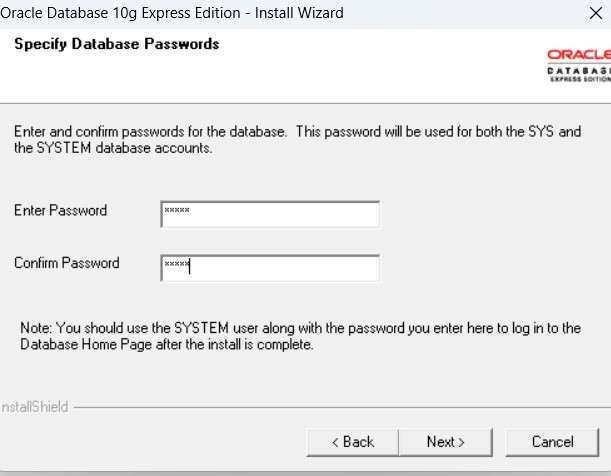 Oracle Database 10g Express Edition - Install Wizard
Specify Database Passwords
ORACLE
DATABASE
EXPRESS EDITION
Enter and confirm passwords for the database. This password will be used for both the SYS and
the SYSTEM database accounts.
Enter Password *****
Confirm Password *****
Note: You should use the SYSTEM user along with the password you enter here to log in to the
Database Home Page after the install is complete.
nstallShield
< Back Next > Cancel